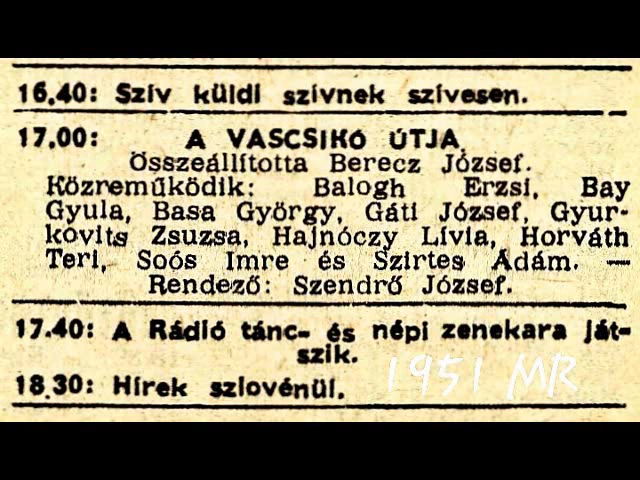 16.40: Szív küldi szívnek szívesen.
17.00: A VASCSIKÓ ÚTJA.
Összeállította Berecz József.
Közreműködik: Balogh Erzsi, Bay
Gyula, Basa György, Gáti József, Gyur-
kovits Zsuzsa, Hajnóczy Lívia, Horváth
Teri, Soós Imre és Szirtes Ádám. —
Rendező: Szendrő József.
17.40: A Rádió tánc- és népi zenekara ját-
szik.
18.30: Hírek szlovénül.
1951 MR